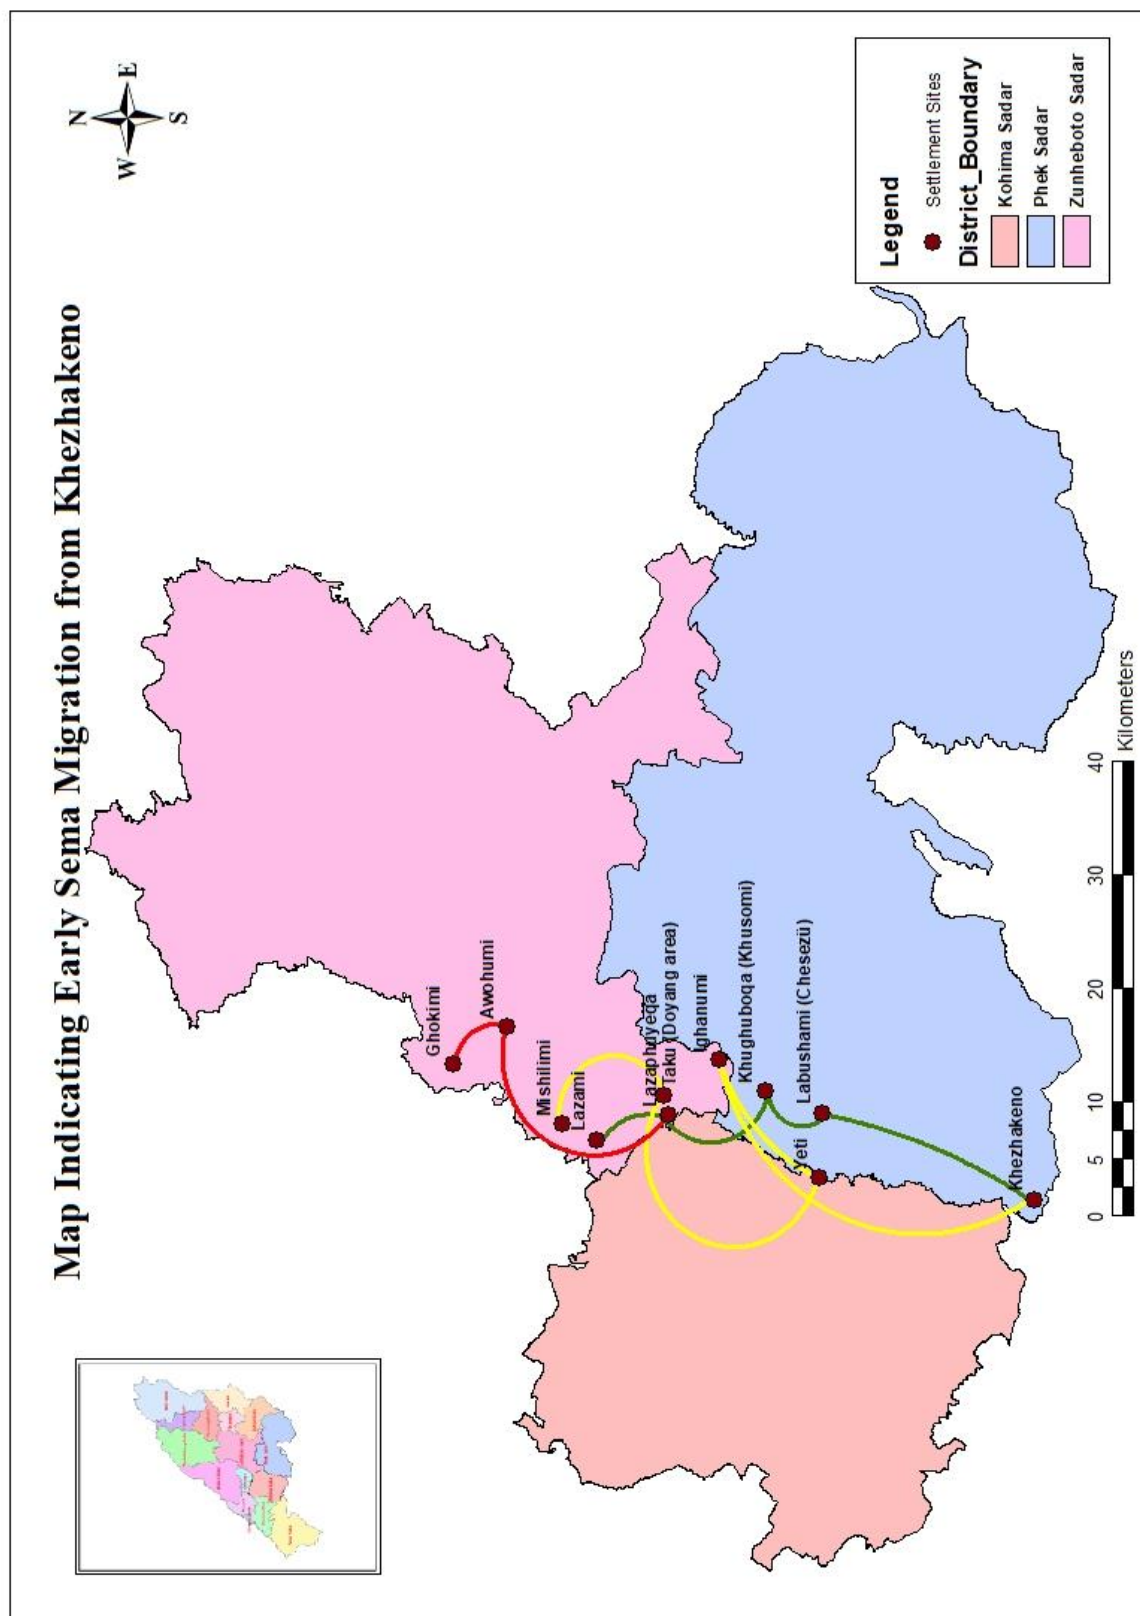 Map Indicating Early Sema Migration from Khezhakeno
N
W
E
S
Legend
Settlement Sites
District_Boundary
Kohima Sadar
Phek Sadar
Zunheboto Sadar
Ghokimi
Awohumi
Mishilimi
Lazami
Lazaphuyeqa
Taku (Doyang area)
Ighanumi
Khughuboqa (Khusomi)
Labushami (Chesezü)
Yeti
Khezhakeno
0 5 10 20 30 40
Kilometers